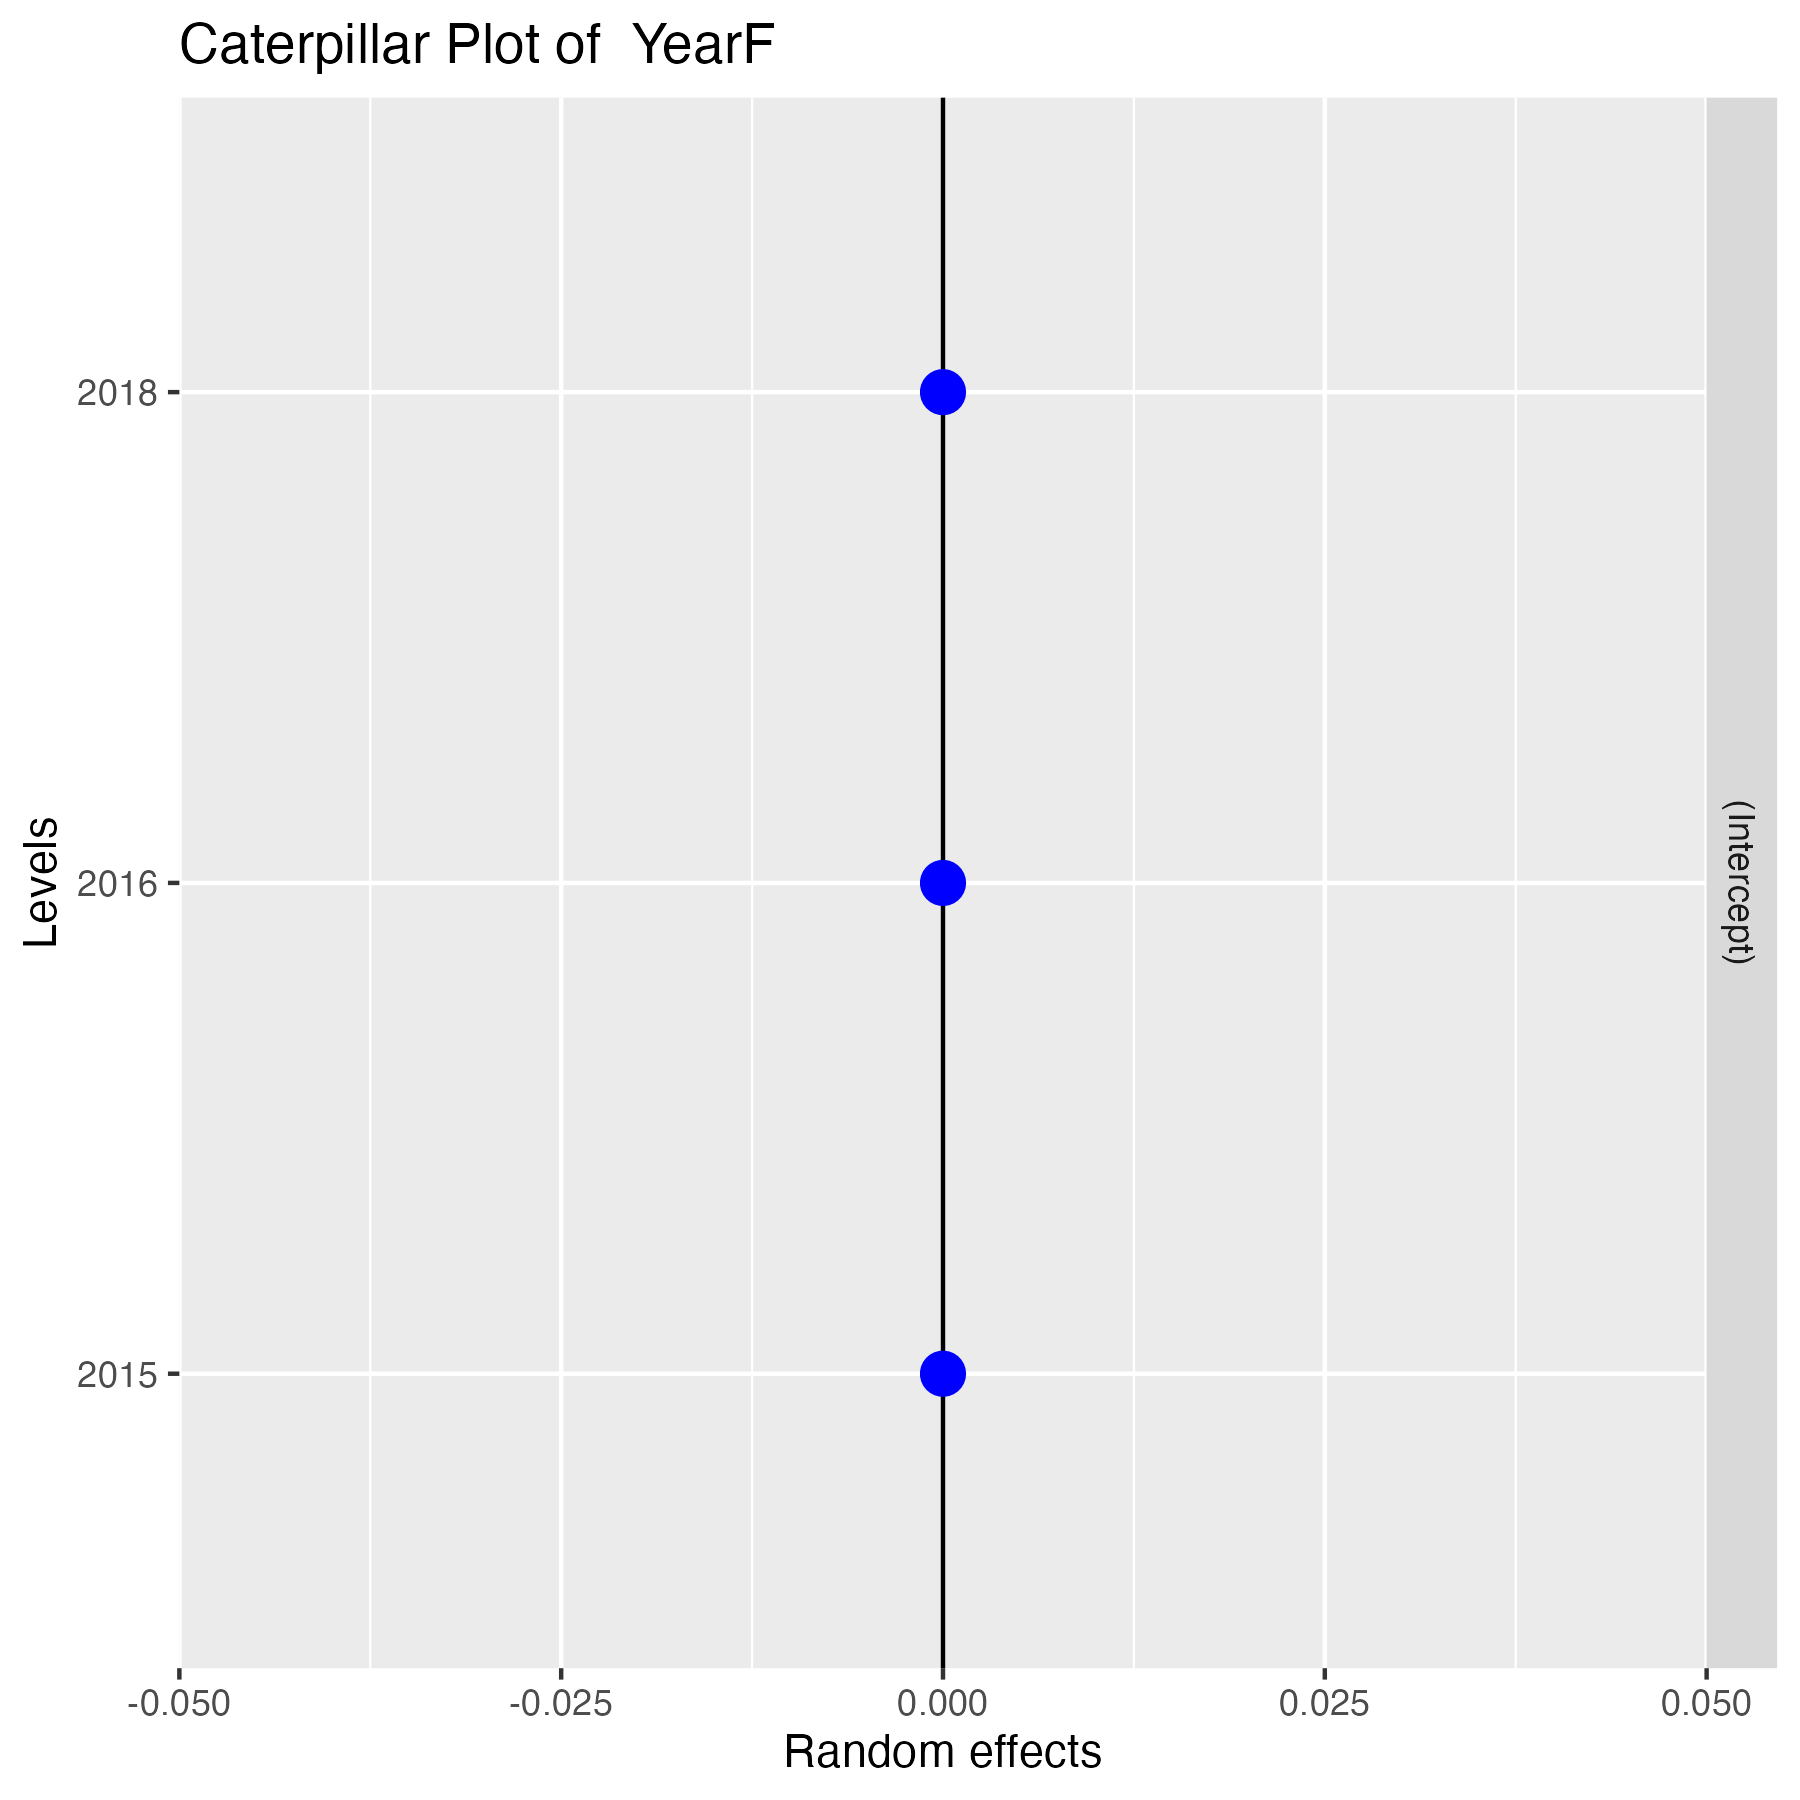 Caterpillar Plot of  YearF
Levels
2018
2016
2015
(Intercept)
-0.050
-0.025
0.000
0.025
0.050
Random effects